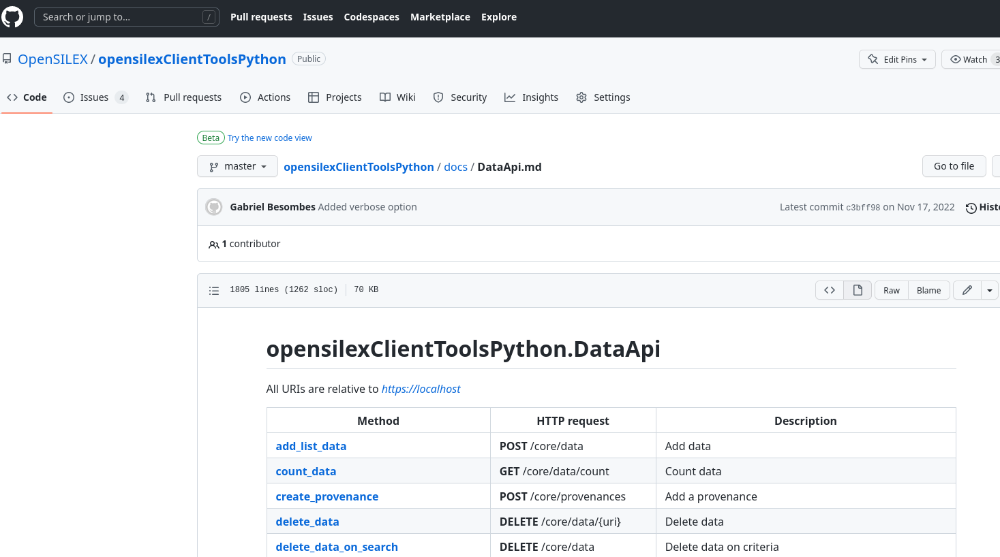 Search or jump to... /
Pull requests Issues Codespaces Marketplace Explore
OpenSILEX / opensilexClientToolsPython Public
Edit Pins Watch 3
Code Issues 4 Pull requests Actions Projects Wiki Security Insights Settings
Beta Try the new code view
master opensilexClientToolsPython / docs / DataApi.md Go to file
Gabriel Besombes Added verbose option Latest commit c3bff98 on Nov 17, 2022
1 contributor
1805 lines (1262 sloc) 70 KB Raw Blame
opensilexClientToolsPython.DataApi
All URIs are relative to https://localhost
Method HTTP request Description
add_list_data POST /core/data Add data
count_data GET /core/data/count Count data
create_provenance POST /core/provenances Add a provenance
delete_data DELETE /core/data/{uri} Delete data
delete_data_on_search DELETE /core/data Delete data on criteria